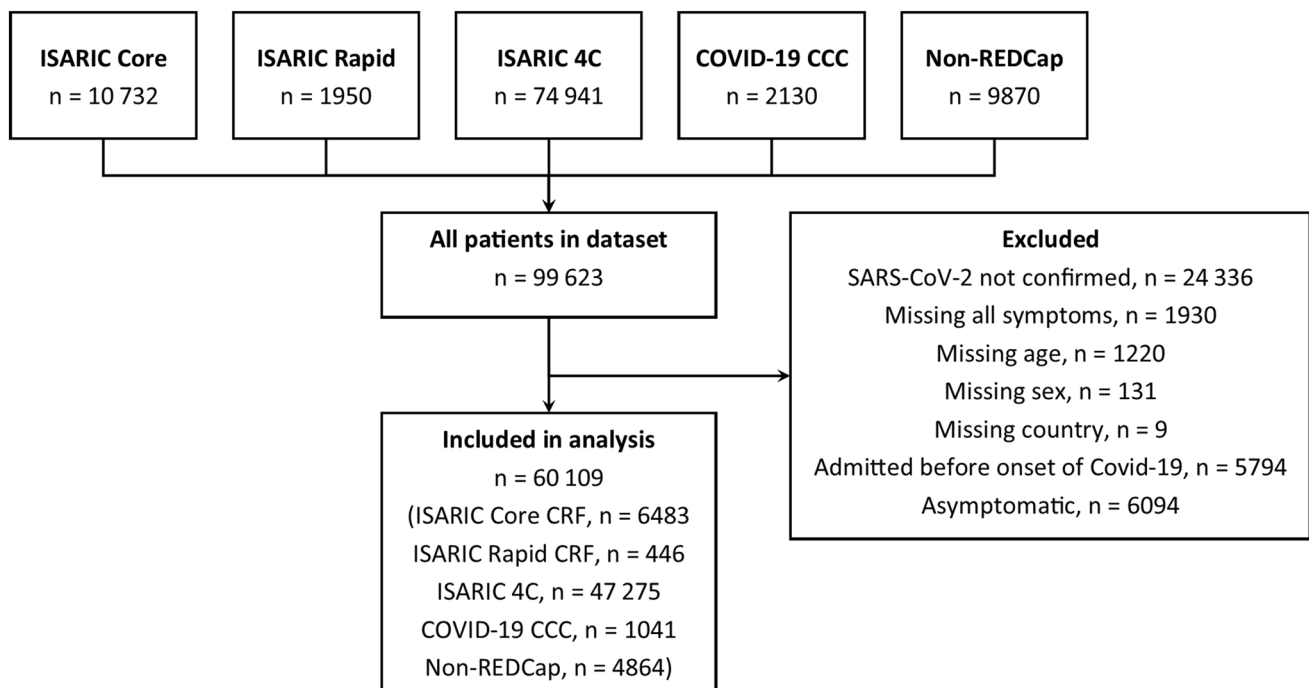 ISARIC Core
n = 10 732
ISARIC Rapid
n = 1950
ISARIC 4C
n = 74 941
COVID-19 CCC
n = 2130
Non-REDCap
n = 9870
All patients in dataset
n = 99 623
Excluded
SARS-CoV-2 not confirmed, n = 24 336
Missing all symptoms, n = 1930
Missing age, n = 1220
Missing sex, n = 131
Missing country, n = 9
Admitted before onset of Covid-19, n = 5794
Asymptomatic, n = 6094
Included in analysis
n = 60 109
(ISARIC Core CRF, n = 6483
ISARIC Rapid CRF, n = 446
ISARIC 4C, n = 47 275
COVID-19 CCC, n = 1041
Non-REDCap, n = 4864)